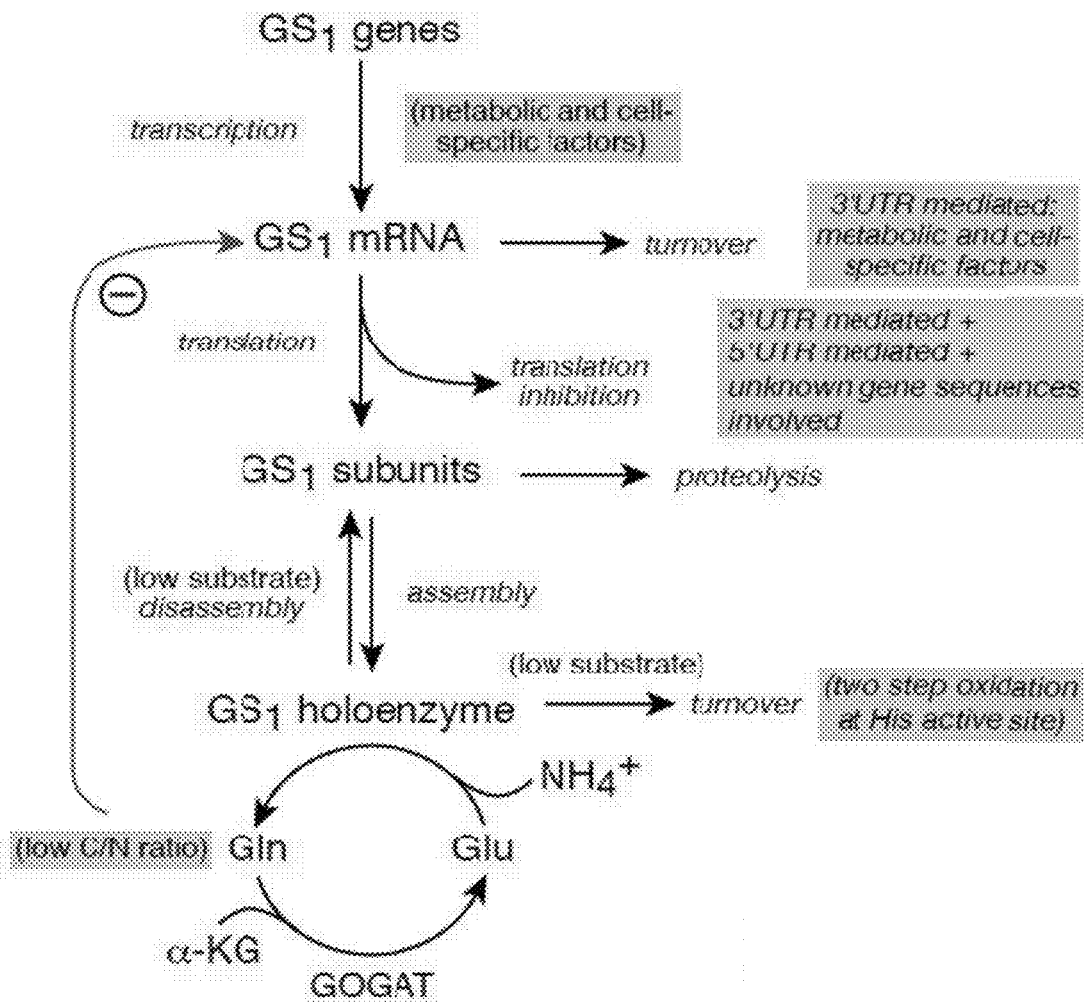 GS1 genes
transcription
(metabolic and cell-
specific factors)
GS1 mRNA
turnover
3'UTR mediated:
metabolic and cell-
specific factors
−
translation
translation
inhibition
3'UTR mediated +
5'UTR mediated +
unknown gene sequences
involved
GS1 subunits
proteolysis
(low substrate)
disassembly
assembly
GS1 holoenzyme
(low substrate)
turnover
(two step oxidation
at His active site)
NH4+
(low C/N ratio)
Gln
Glu
α-KG
GOGAT